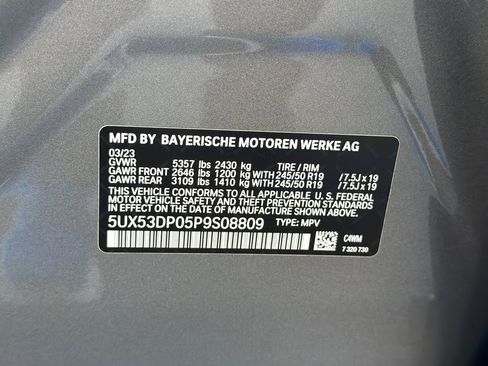 MFD BY BAYERISCHE MOTOREN WERKE AG
03/23
GVWR 5357 lbs 2430 kg TIRE / RIM
GAWR FRONT 2646 lbs 1200 kg WITH 245/50 R19 / 7.5J x 19
GAWR REAR 3109 lbs 1410 kg WITH 245/50 R19 / 7.5J x 19
THIS VEHICLE CONFORMS TO ALL APPLICABLE U. S. FEDERAL
MOTOR VEHICLE SAFETY STANDARDS IN EFFECT ON THE
DATE OF MANUFACTURE SHOWN ABOVE.
5UX53DP05P9S08809 TYPE: MPV
C4WM
7 320 730